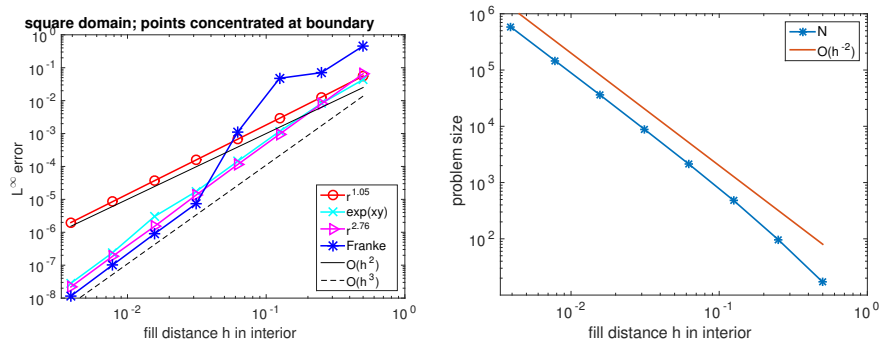 square domain; points concentrated at boundary
10^0
10^-1
10^-2
10^-3
10^-4
10^-5
10^-6
10^-7
10^-8
L^∞ error
r^1.05
exp(xy)
r^2.76
Franke
O(h^2)
O(h^3)
10^-2
10^-1
10^0
fill distance h in interior
10^6
10^5
10^4
10^3
10^2
problem size
N
O(h^-2)
10^-2
10^-1
10^0
fill distance h in interior